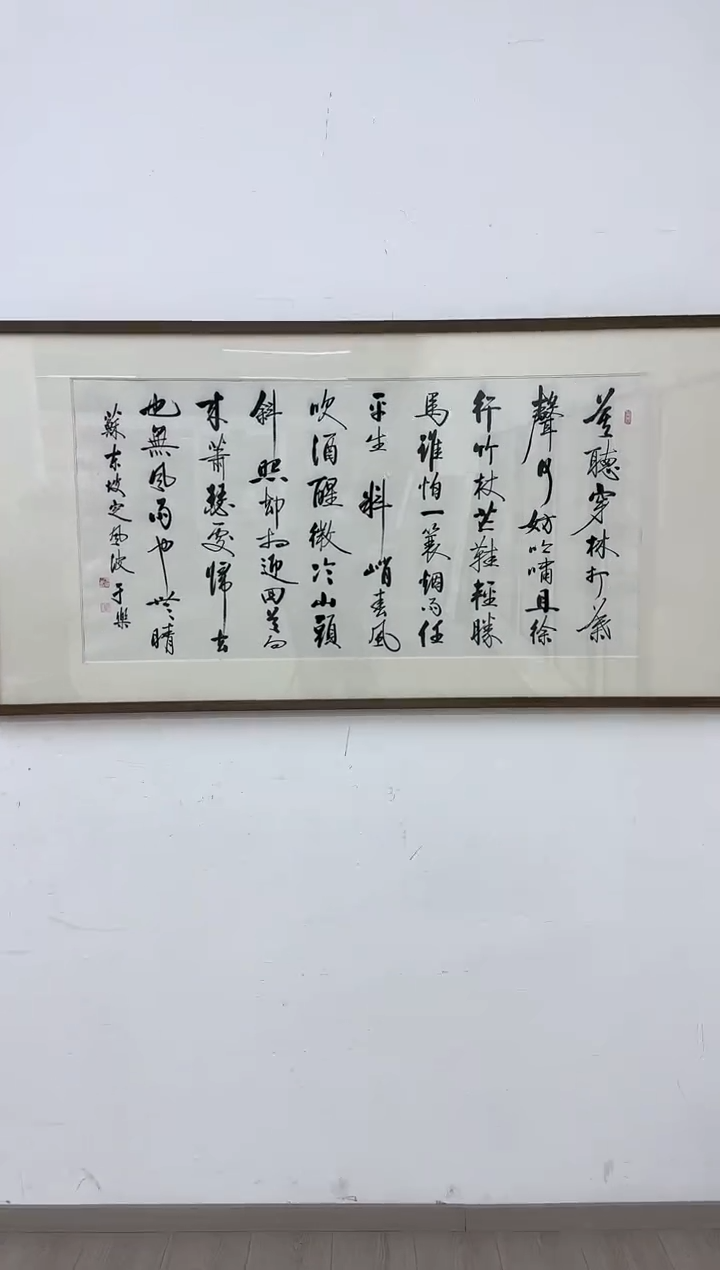 莫聽穿林打葉
聲何妨吟嘯且徐
行竹杖芒鞋輕勝
馬誰怕一蓑烟雨任
平生料峭春風
吹酒醒微冷山頭
斜照却相迎回首向
来蕭瑟處歸去
也無風雨也無晴
蘇東坡定風波于樂